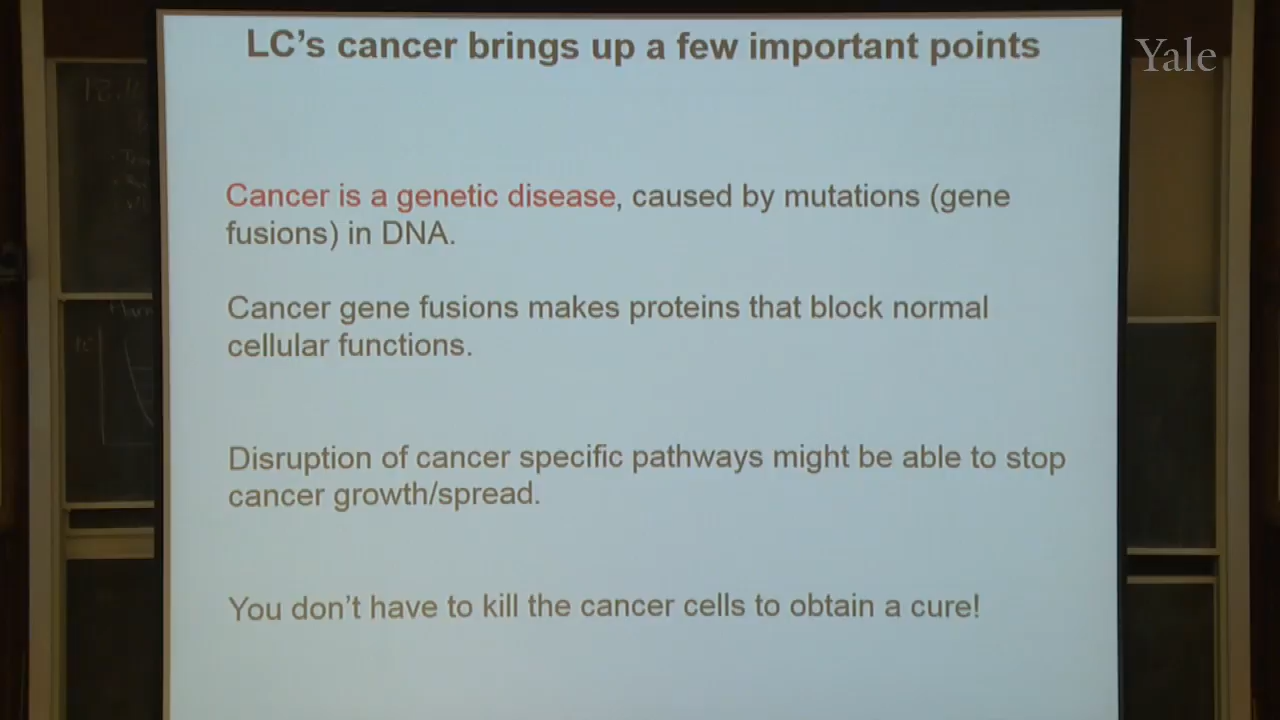 LC's cancer brings up a few important points
Yale
Cancer is a genetic disease, caused by mutations (gene
fusions) in DNA.
Cancer gene fusions makes proteins that block normal
cellular functions.
Disruption of cancer specific pathways might be able to stop
cancer growth/spread.
You don't have to kill the cancer cells to obtain a cure!